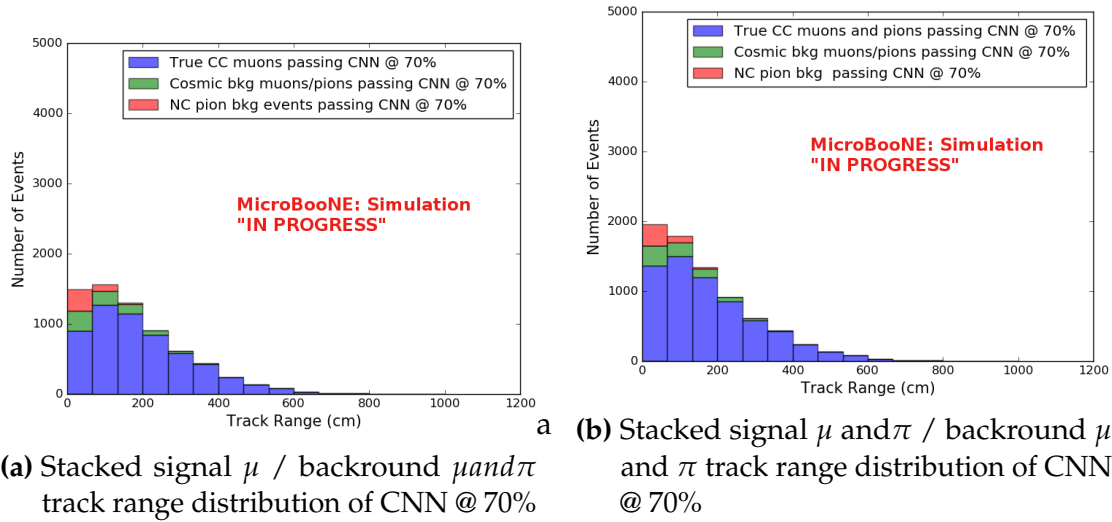 5000
4000
3000
2000
1000
0
Number of Events
True CC muons passing CNN @ 70%
Cosmic bkg muons/pions passing CNN @ 70%
NC pion bkg events passing CNN @ 70%
MicroBooNE: Simulation
"IN PROGRESS"
0 200 400 600 800 1000 1200
Track Range (cm)
a
(a) Stacked signal μ / backround μandπ
track range distribution of CNN @ 70%
5000
4000
3000
2000
1000
0
Number of Events
True CC muons and pions passing CNN @ 70%
Cosmic bkg muons/pions passing CNN @ 70%
NC pion bkg passing CNN @ 70%
MicroBooNE: Simulation
"IN PROGRESS"
0 200 400 600 800 1000 1200
Track Range (cm)
(b) Stacked signal μ andπ / backround μ
and π track range distribution of CNN
@ 70%